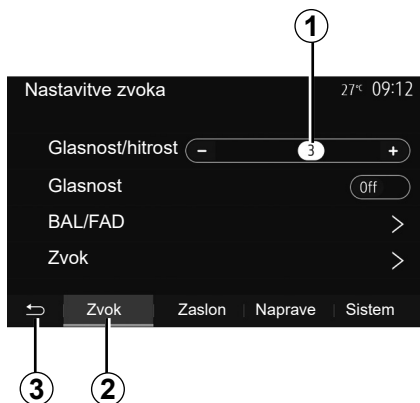 1
Nastavitve zvoka 27°C 09:12
Glasnost/hitrost − 3 +
Glasnost Off
BAL/FAD >
Zvok >
Zvok Zaslon Naprave Sistem
3 2